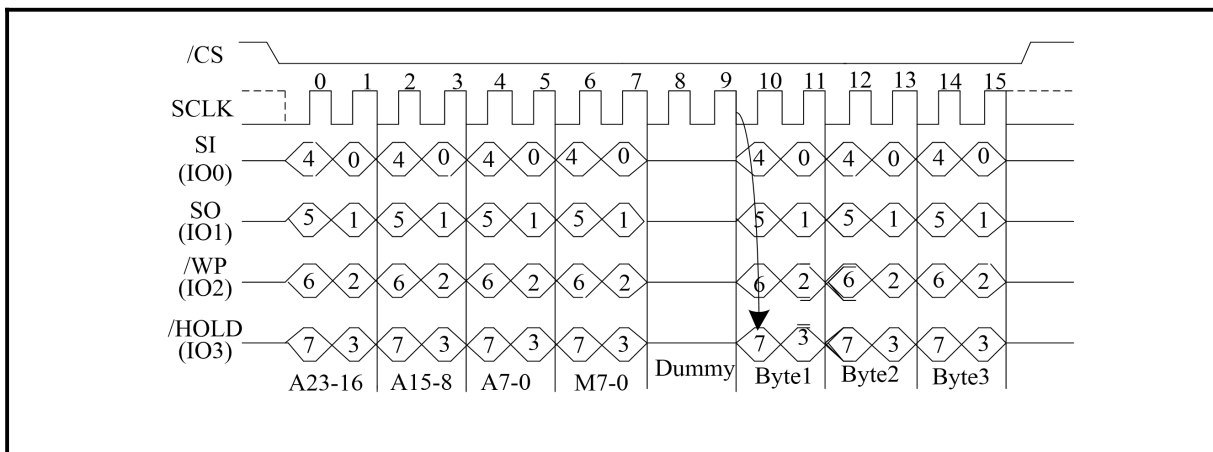 /CS
0 1 2 3 4 5 6 7 8 9 10 11 12 13 14 15
SCLK
SI
(IO0)
4 0 4 0 4 0 4 0 4 0 4 0 4 0
SO
(IO1)
5 1 5 1 5 1 5 1 5 1 5 1 5 1
/WP
(IO2)
6 2 6 2 6 2 6 2 6 2 6 2 6 2
/HOLD
(IO3)
7 3 7 3 7 3 7 3 7 3 7 3 7 3
A23-16 A15-8 A7-0 M7-0 Dummy Byte1 Byte2 Byte3